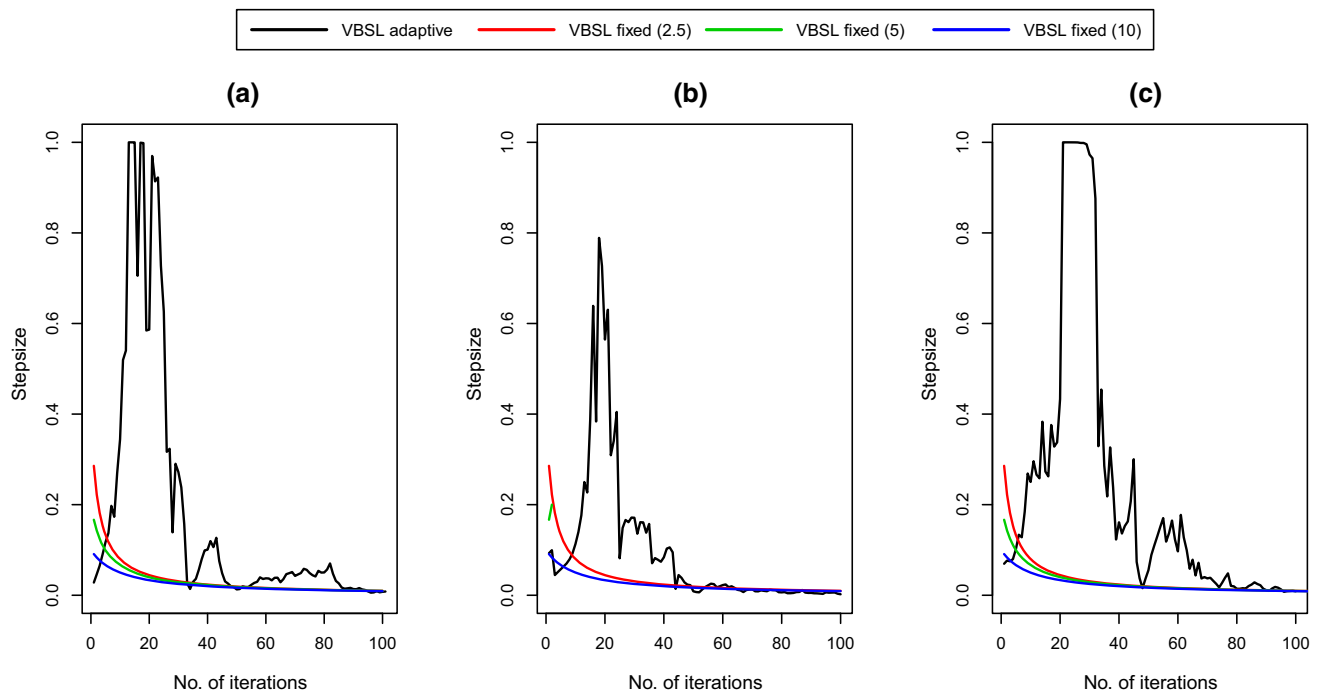 VBSL adaptive VBSL fixed (2.5) VBSL fixed (5) VBSL fixed (10)
(a)
Stepsize
0.0 0.2 0.4 0.6 0.8 1.0
0 20 40 60 80 100
No. of iterations
(b)
Stepsize
0.0 0.2 0.4 0.6 0.8 1.0
0 20 40 60 80 100
No. of iterations
(c)
Stepsize
0.0 0.2 0.4 0.6 0.8 1.0
0 20 40 60 80 100
No. of iterations